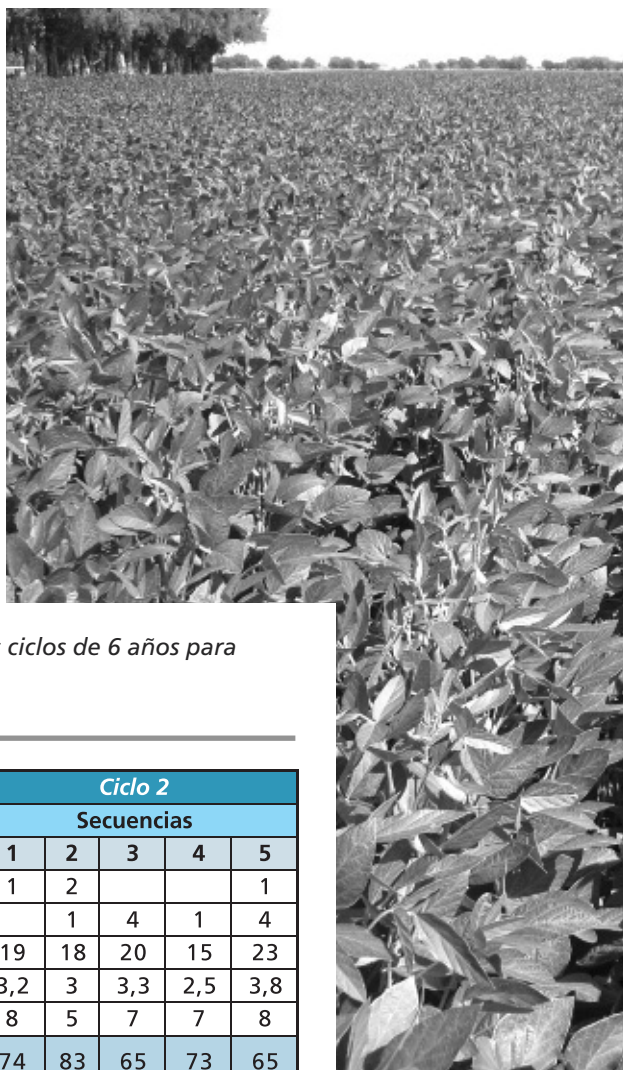 ciclos de 6 años para
Ciclo 2
Secuencias
1 2 3 4 5
1 2 1
1 4 1 4
19 18 20 15 23
3,2 3 3,3 2,5 3,8
8 5 7 7 8
74 83 65 73 65